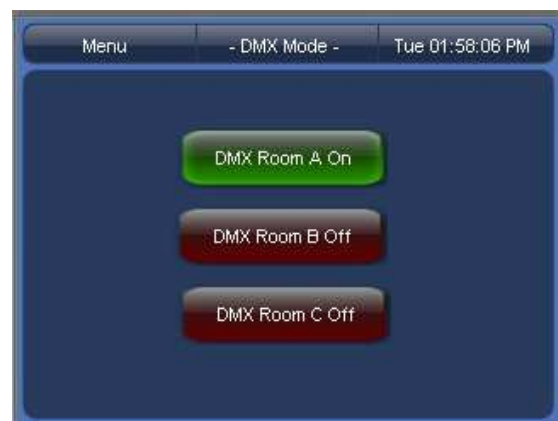 Menu - DMX Mode - Tue 01:58:06 PM
DMX Room A On
DMX Room B Off
DMX Room C Off